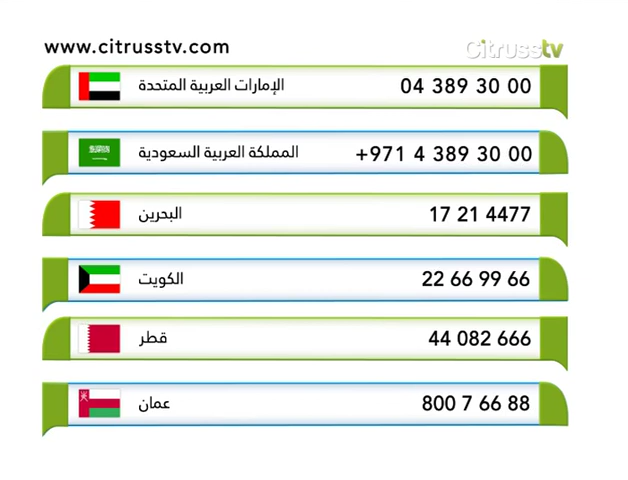 www.citrusstv.com
Citrusstv
الإمارات العربية المتحدة 04 389 30 00
المملكة العربية السعودية +971 4 389 30 00
البحرين 17 21 4477
الكويت 22 66 99 66
قطر 44 082 666
عمان 800 7 66 88